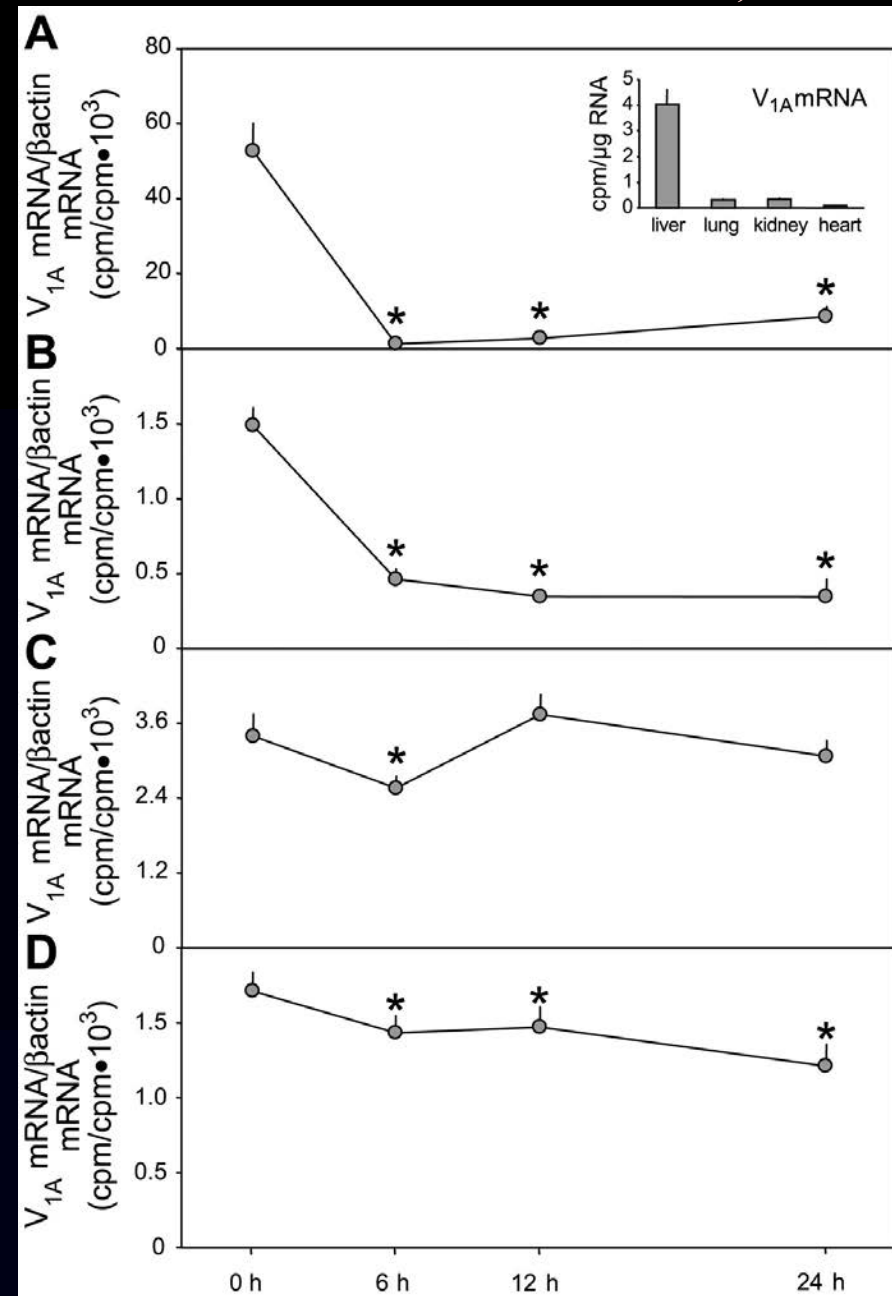 A
V1A mRNA/βactin
mRNA
(cpm/cpm•10³)
80
60
40
20
0
*
*
*
cpm/µg RNA
5
4
3
2
1
0
V1A mRNA
liver lung kidney heart
B
V1A mRNA/βactin
mRNA
(cpm/cpm•10³)
1.5
1.0
0.5
0
*
*
*
C
V1A mRNA/βactin
mRNA
(cpm/cpm•10³)
3.6
2.4
1.2
0
*
D
V1A mRNA/βactin
mRNA
(cpm/cpm•10³)
1.5
1.0
0.5
0
*
*
*
0 h 6 h 12 h 24 h